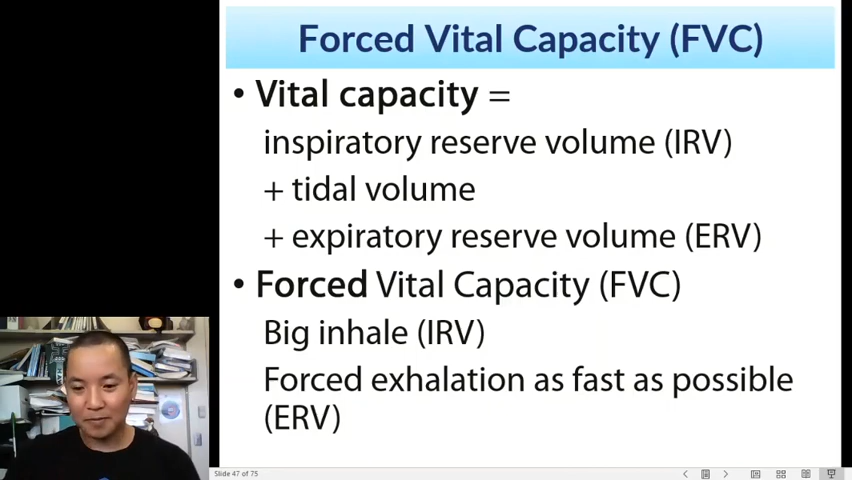 Forced Vital Capacity (FVC)
• Vital capacity =
inspiratory reserve volume (IRV)
+ tidal volume
+ expiratory reserve volume (ERV)
• Forced Vital Capacity (FVC)
Big inhale (IRV)
Forced exhalation as fast as possible
(ERV)
Slide 47 of 75